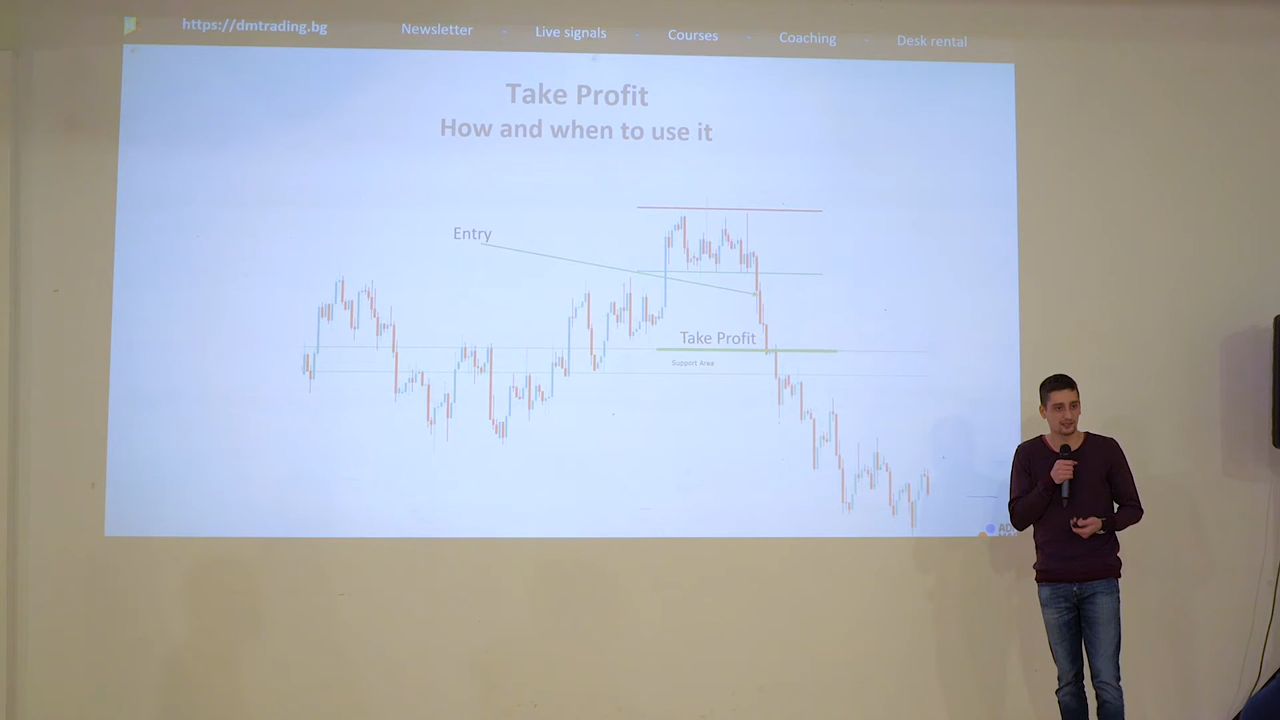 https://dmtrading.bg Newsletter - Live signals - Courses - Coaching - Desk rental
Take Profit
How and when to use it
Entry
Take Profit
Support Area